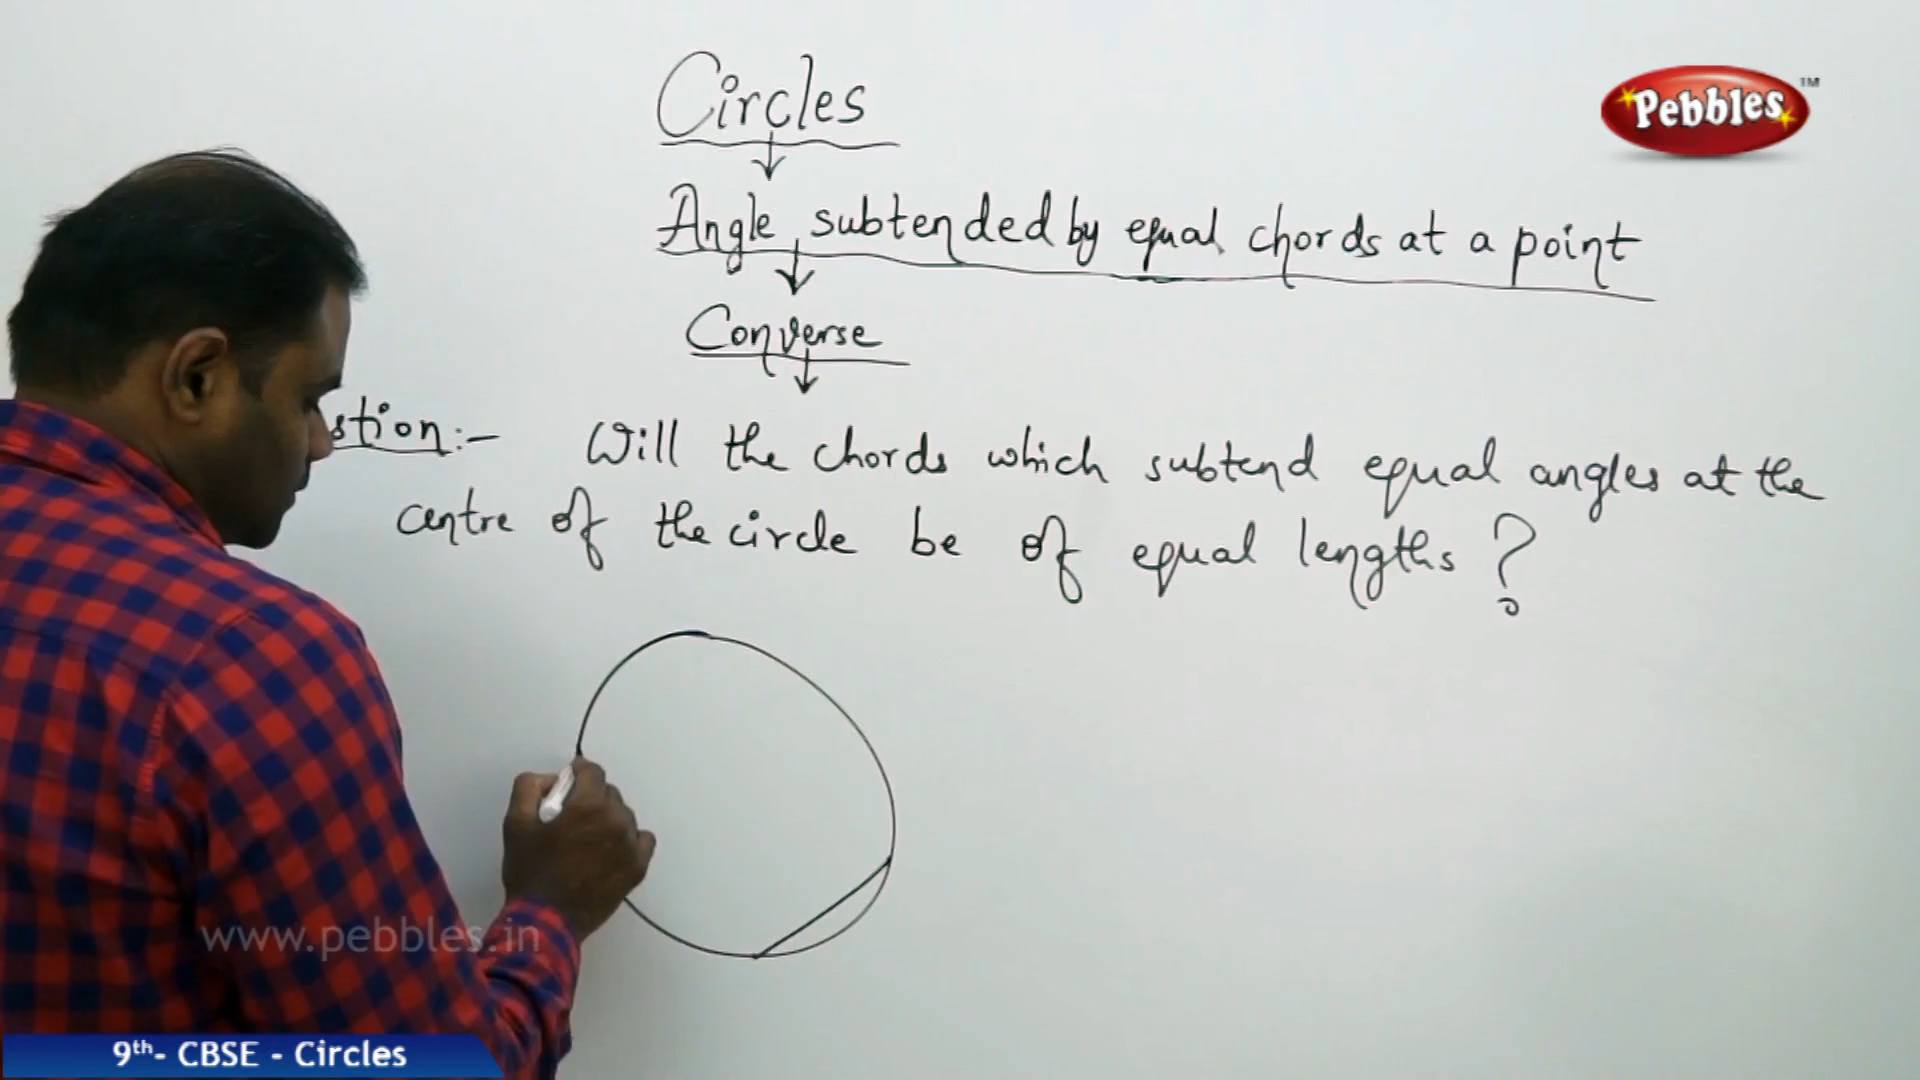 Circles
Pebbles™
Angle subtended by equal chords at a point
Converse
stion:- Will the chords which subtend equal angles at the
centre of the circle be of equal lengths ?
www.pebbles.in
9th- CBSE - Circles